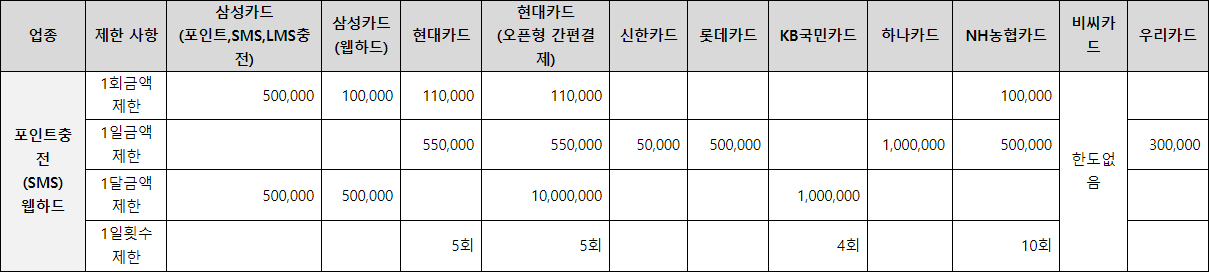 업종
제한 사항
삼성카드
(포인트,SMS,LMS충
전)
삼성카드
(웹하드)
현대카드
현대카드
(오픈형 간편결
제)
신한카드
롯데카드
KB국민카드
하나카드
NH농협카드
비씨카
드
우리카드
포인트충
전
(SMS)
웹하드
1회금액
제한
500,000
100,000
110,000
110,000
100,000
한도없
음
1일금액
제한
550,000
550,000
50,000
500,000
1,000,000
500,000
300,000
1달금액
제한
500,000
500,000
10,000,000
1,000,000
1일횟수
제한
5회
5회
4회
10회